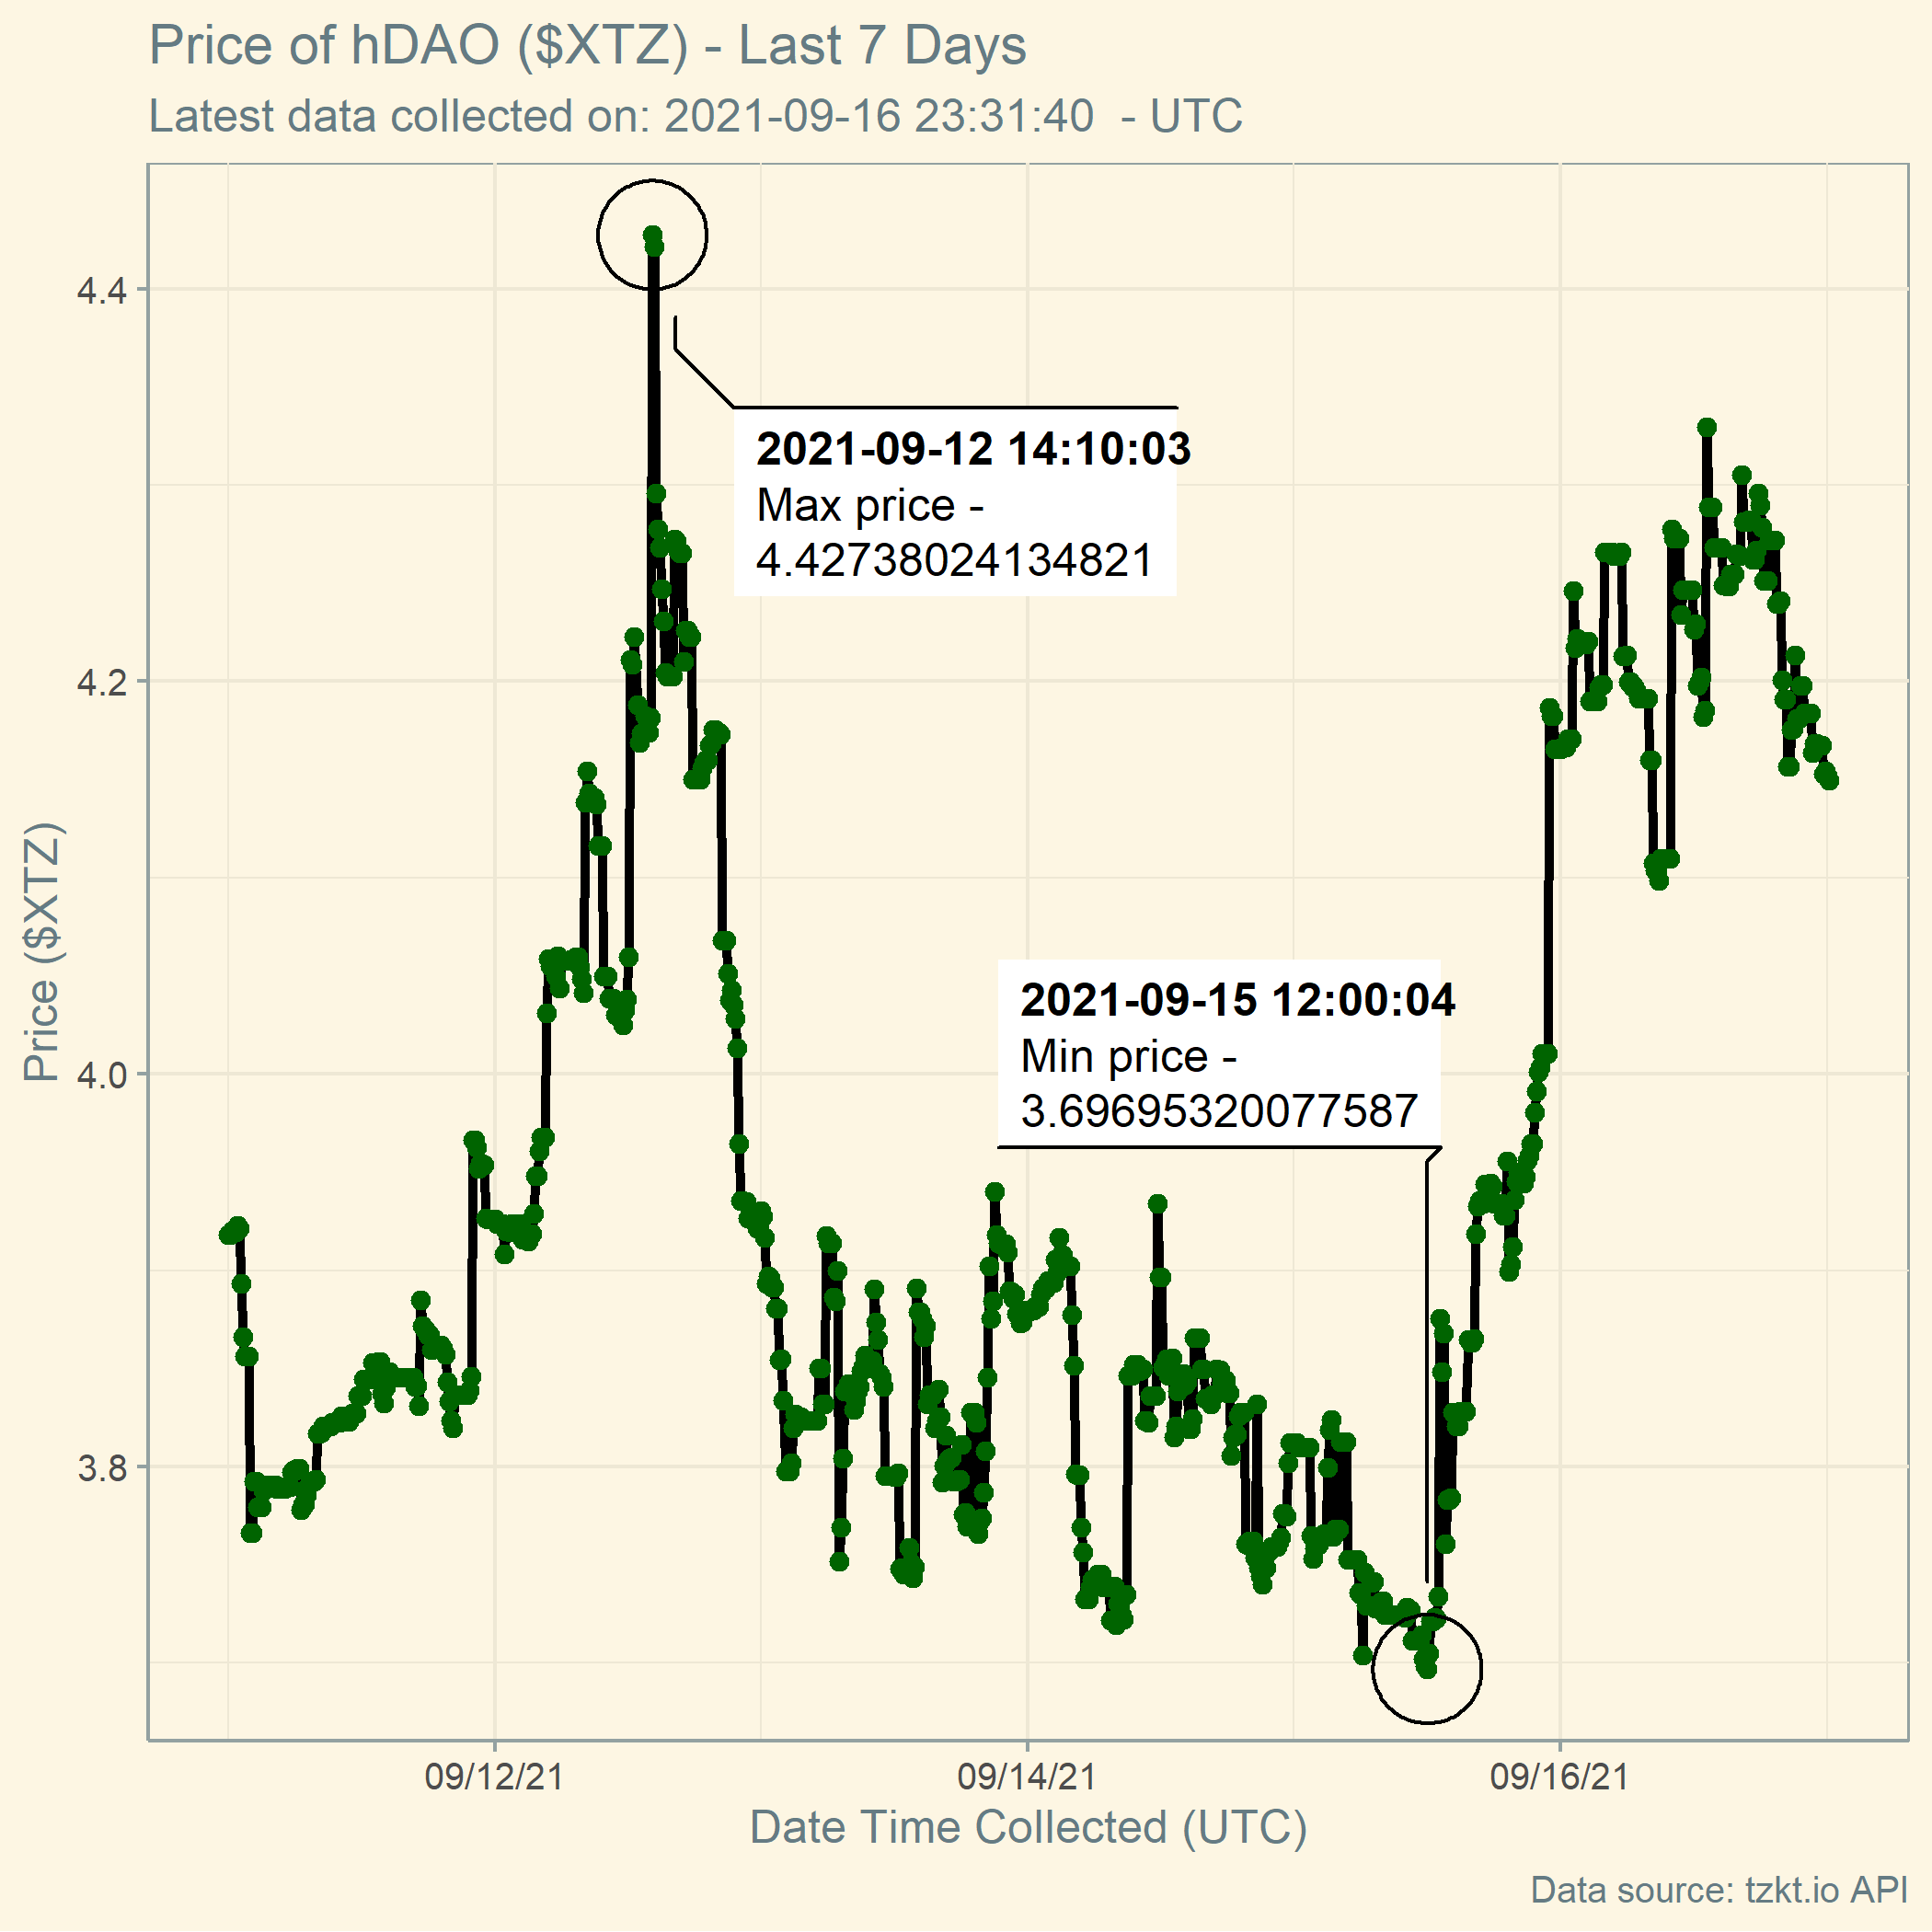 Price of hDAO ($XTZ) - Last 7 Days
Latest data collected on: 2021-09-16 23:31:40  - UTC
4.4
2021-09-12 14:10:03
Max price -
4.42738024134821
4.2
Price ($XTZ)
2021-09-15 12:00:04
Min price -
3.69695320077587
4.0
3.8
09/12/21
09/14/21
09/16/21
Date Time Collected (UTC)
Data source: tzkt.io API